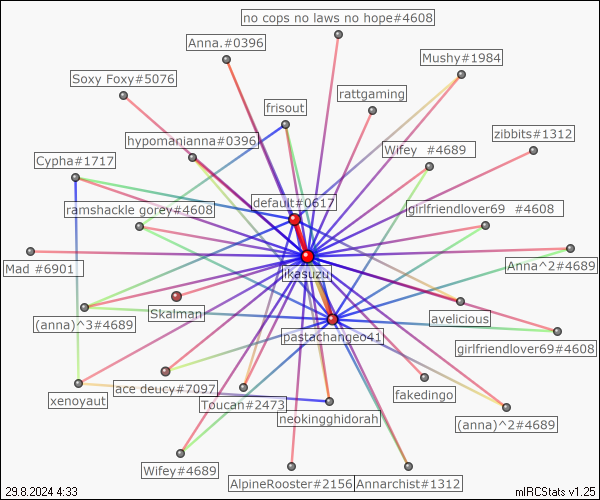 no cops no laws no hope#4608
Anna.#0396
Mushy#1984
Soxy Foxy#5076
rattgaming
frisout
zibbits#1312
hypomanianna#0396
Wifey  #4689
Cypha#1717
default#0617
ramshackle gorey#4608
girlfriendlover69  #4608
Mad #6901
Anna^2#4689
ikasuzu
Skalman
avelicious
(anna)^3#4689
pastachangeo41
girlfriendlover69#4608
ace deucy#7097
fakedingo
xenoyaut
Toucan#2473
neokingghidorah
(anna)^2#4689
Wifey#4689
AlpineRooster#2156
Annarchist#1312
29.8.2024 4:33
mIRCStats v1.25